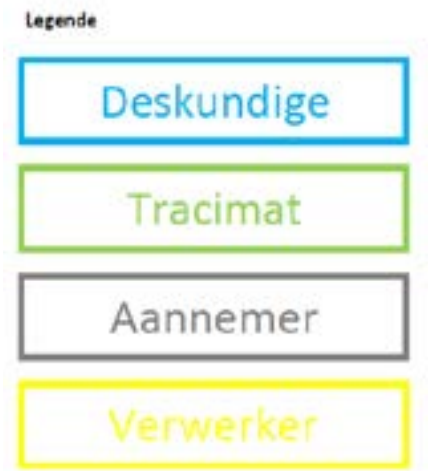 Legende
Deskundige
Tracimat
Aannemer
Verwerker